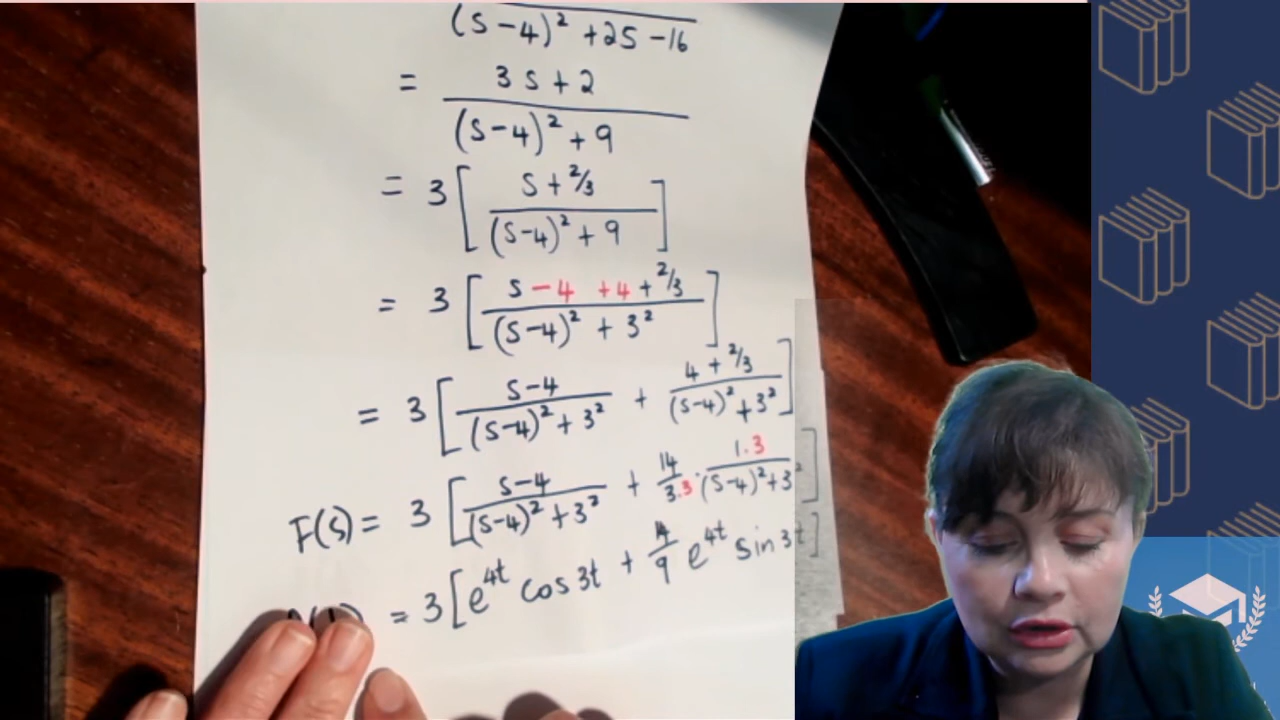 (s-4)² +25-16
= 3s+2
(s-4)² + 9
= 3 [ s + 2/3
(s-4)² + 9 ]
= 3 [ s -4 +4 + 2/3
(s-4)² + 3² ]
= 3 [ s-4 + 4 + 2/3
(s-4)² + 3² (s-4)² + 3² ]
F(s) = 3 [ s-4 + 14 · 1.3
(s-4)² + 3² 3.3 (s-4)² + 3² ]
= 3 [ e^4t cos 3t + 9 e^4t sin 3t ]